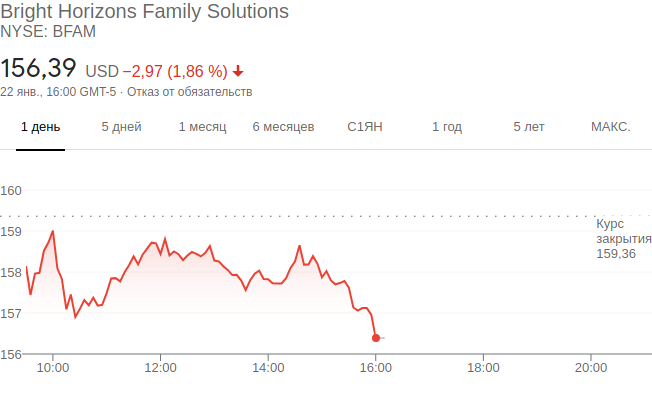 Bright Horizons Family Solutions
NYSE: BFAM
156,39 USD −2,97 (1,86 %)
22 янв., 16:00 GMT-5 · Отказ от обязательств
1 день 5 дней 1 месяц 6 месяцев С1ЯН 1 год 5 лет МАКС.
160
159
158
157
156
Курс
закрытия
159,36
10:00 12:00 14:00 16:00 18:00 20:00